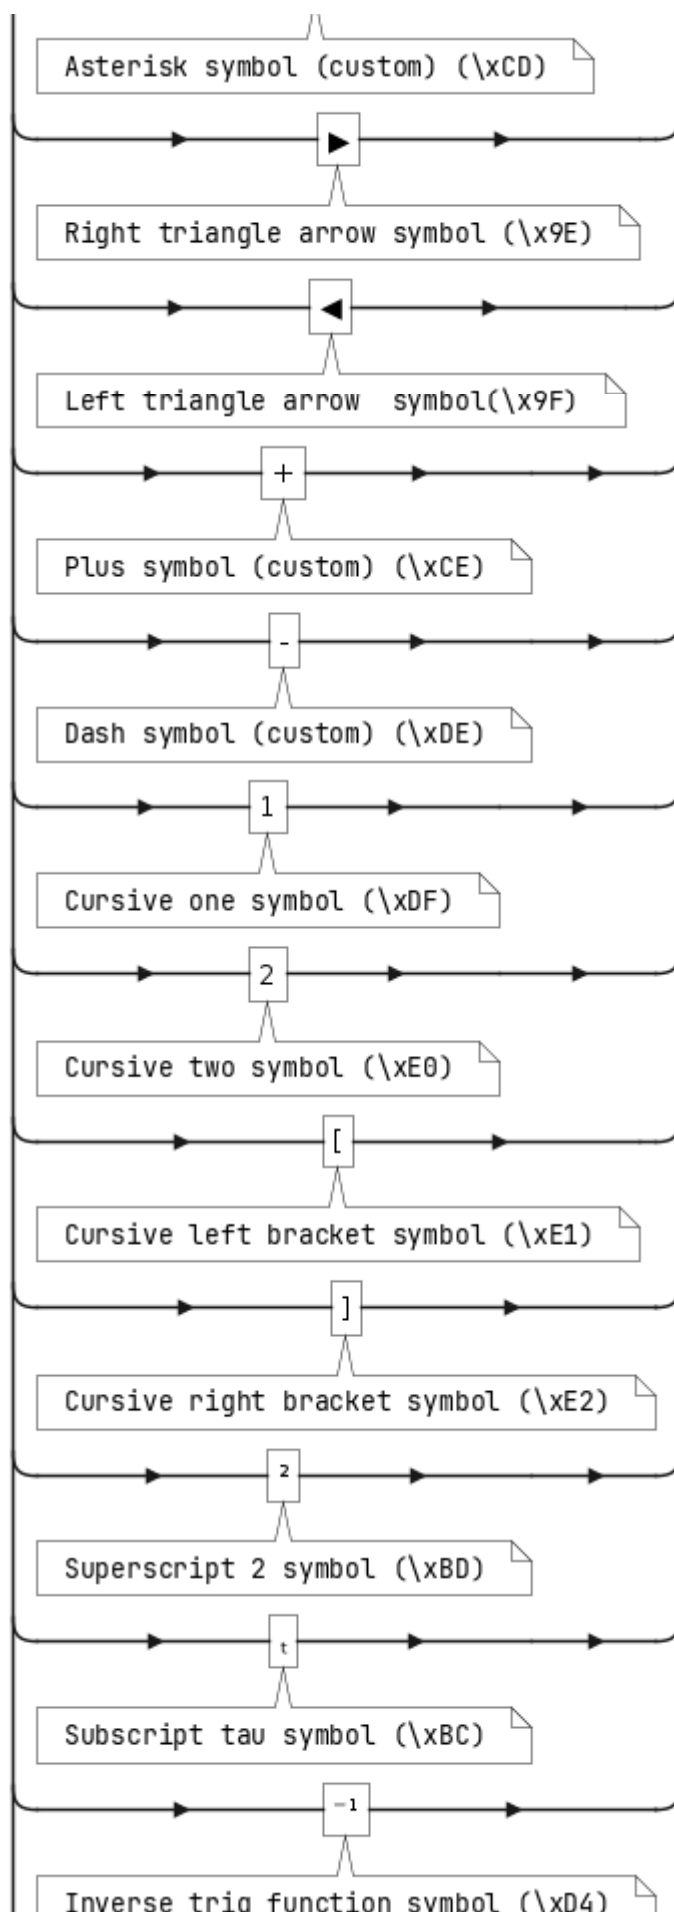 Asterisk symbol (custom) (\xCD)
▶
Right triangle arrow symbol (\x9E)
◀
Left triangle arrow  symbol(\x9F)
+
Plus symbol (custom) (\xCE)
-
Dash symbol (custom) (\xDE)
1
Cursive one symbol (\xDF)
2
Cursive two symbol (\xE0)
[
Cursive left bracket symbol (\xE1)
]
Cursive right bracket symbol (\xE2)
²
Superscript 2 symbol (\xBD)
ₜ
Subscript tau symbol (\xBC)
⁻¹
Inverse trig function symbol (\xD4)